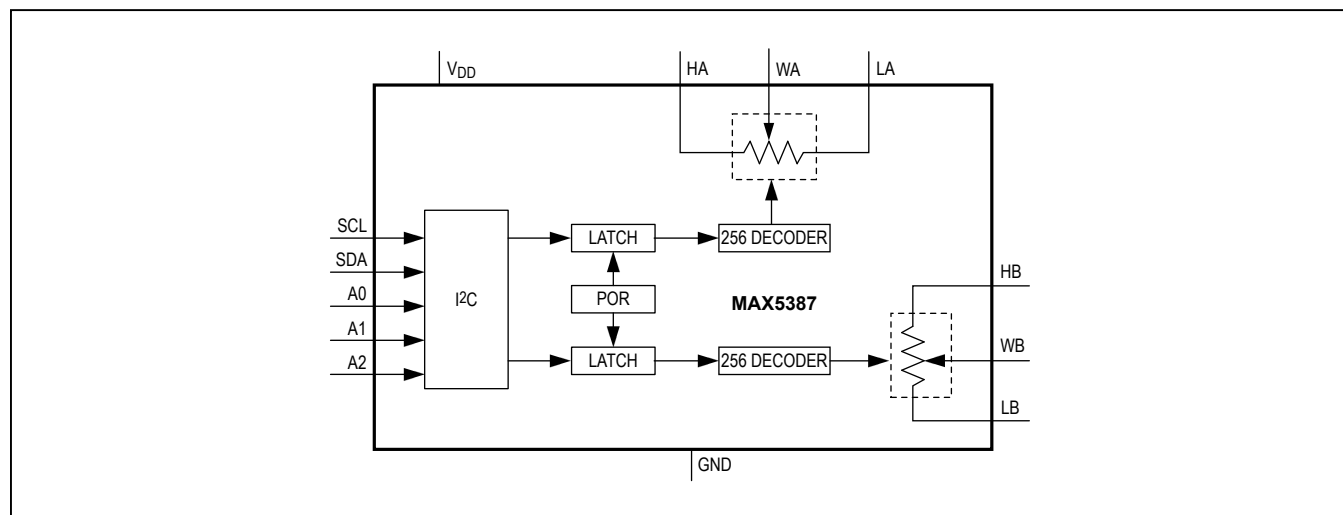 VDD
HA
WA
LA
SCL
SDA
A0
A1
A2
I2C
LATCH
256 DECODER
POR
MAX5387
LATCH
256 DECODER
HB
WB
LB
GND